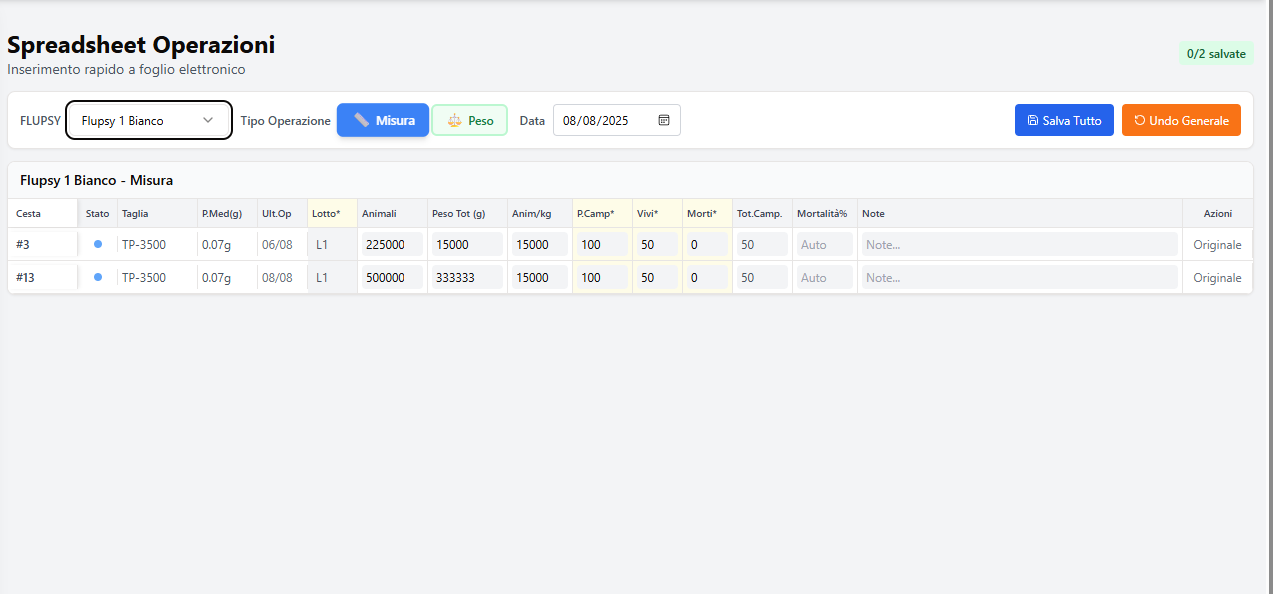 Spreadsheet Operazioni
Inserimento rapido a foglio elettronico
0/2 salvate
FLUPSY Flupsy 1 Bianco Tipo Operazione Misura Peso Data 08/08/2025 Salva Tutto Undo Generale
Flupsy 1 Bianco - Misura
Cesta Stato Taglia P.Med(g) Ult.Op Lotto* Animali Peso Tot (g) Anim/kg P.Camp* Vivi* Morti* Tot.Camp. Mortalità% Note Azioni
#3 TP-3500 0.07g 06/08 L1 225000 15000 15000 100 50 0 50 Auto Note... Originale
#13 TP-3500 0.07g 08/08 L1 500000 333333 15000 100 50 0 50 Auto Note... Originale